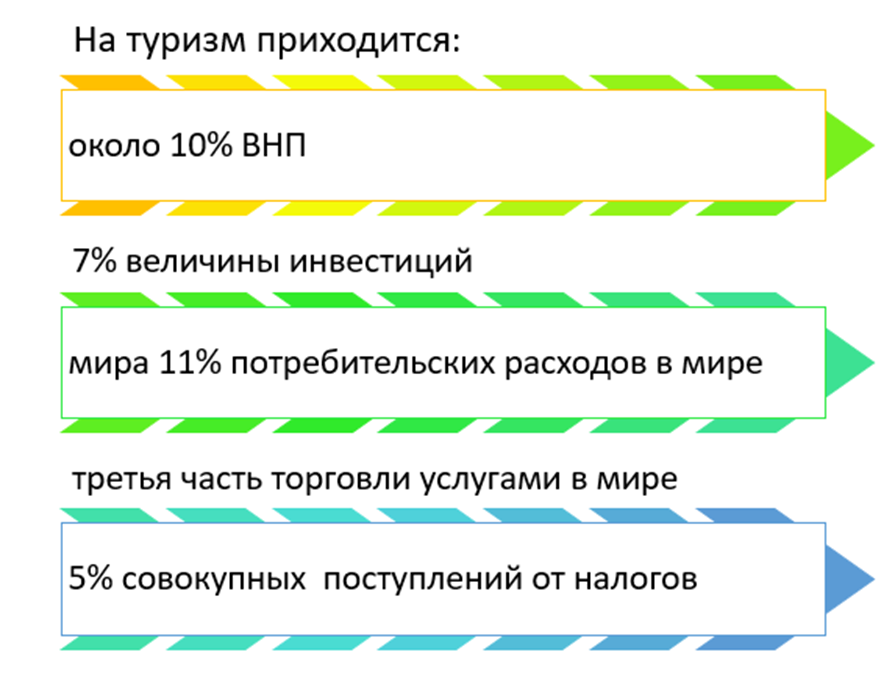 На туризм приходится:
около 10% ВНП
7% величины инвестиций
мира 11% потребительских расходов в мире
третья часть торговли услугами в мире
5% совокупных  поступлений от налогов